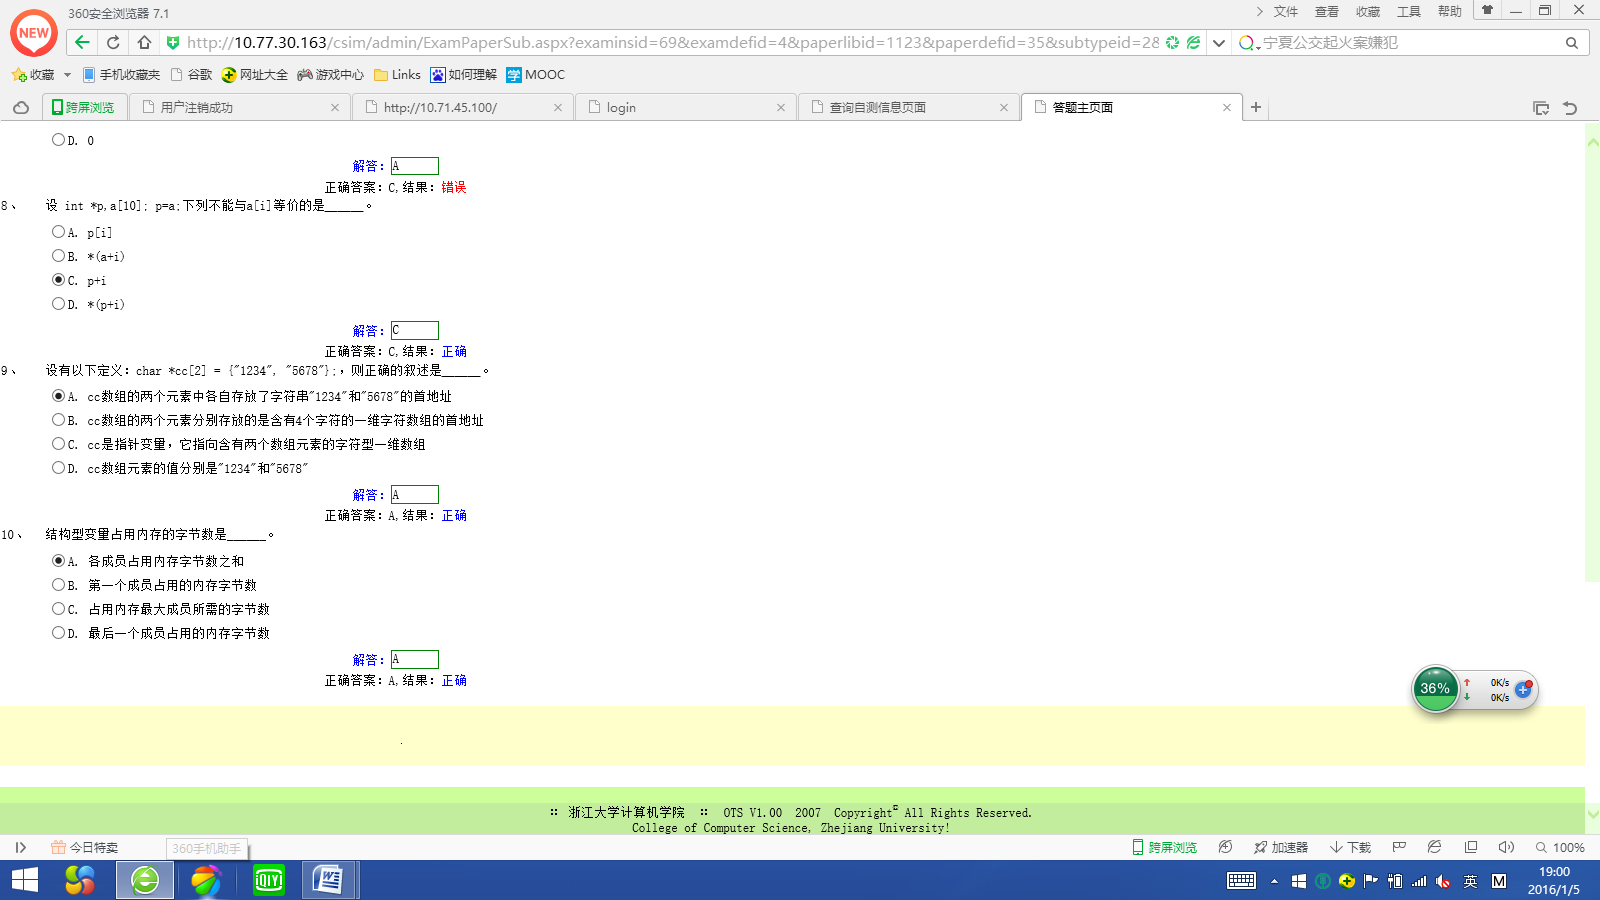 360安全浏览器 7.1
文件 查看 收藏 工具 帮助
NEW
http://10.77.30.163/csim/admin/ExamPaperSub.aspx?examinsid=69&examdefid=4&paperlibid=1123&paperdefid=35&subtypeid=2&
宁夏公交起火案嫌犯
收藏 手机收藏夹 谷歌 网址大全 游戏中心 Links 如何理解 学 MOOC
跨屏浏览 用户注销成功 http://10.71.45.100/ login 查询自测信息页面 答题主页面
D. 0
解答: A
正确答案: C, 结果: 错误
8、 设 int *p,a[10]; p=a;下列不能与a[i]等价的是______。
A. p[i]
B. *(a+i)
C. p+i
D. *(p+i)
解答: C
正确答案: C, 结果: 正确
9、 设有以下定义: char *cc[2] = {"1234", "5678"};, 则正确的叙述是______。
A. cc数组的两个元素中各自存放了字符串"1234"和"5678"的首地址
B. cc数组的两个元素分别存放的是含有4个字符的一维字符数组的首地址
C. cc是指针变量, 它指向含有两个数组元素的字符型一维数组
D. cc数组元素的值分别是"1234"和"5678"
解答: A
正确答案: A, 结果: 正确
10、 结构型变量占用内存的字节数是______。
A. 各成员占用内存字节数之和
B. 第一个成员占用的内存字节数
C. 占用内存最大成员所需的字节数
D. 最后一个成员占用的内存字节数
解答: A
正确答案: A, 结果: 正确
36% 0K/s
0K/s
:: 浙江大学计算机学院 :: OTS V1.00 2007 Copyright© All Rights Reserved.
College of Computer Science, Zhejiang University!
今日特卖 360手机助手 跨屏浏览 加速器 下载 100%
QIY 英 M
19:00
2016/1/5